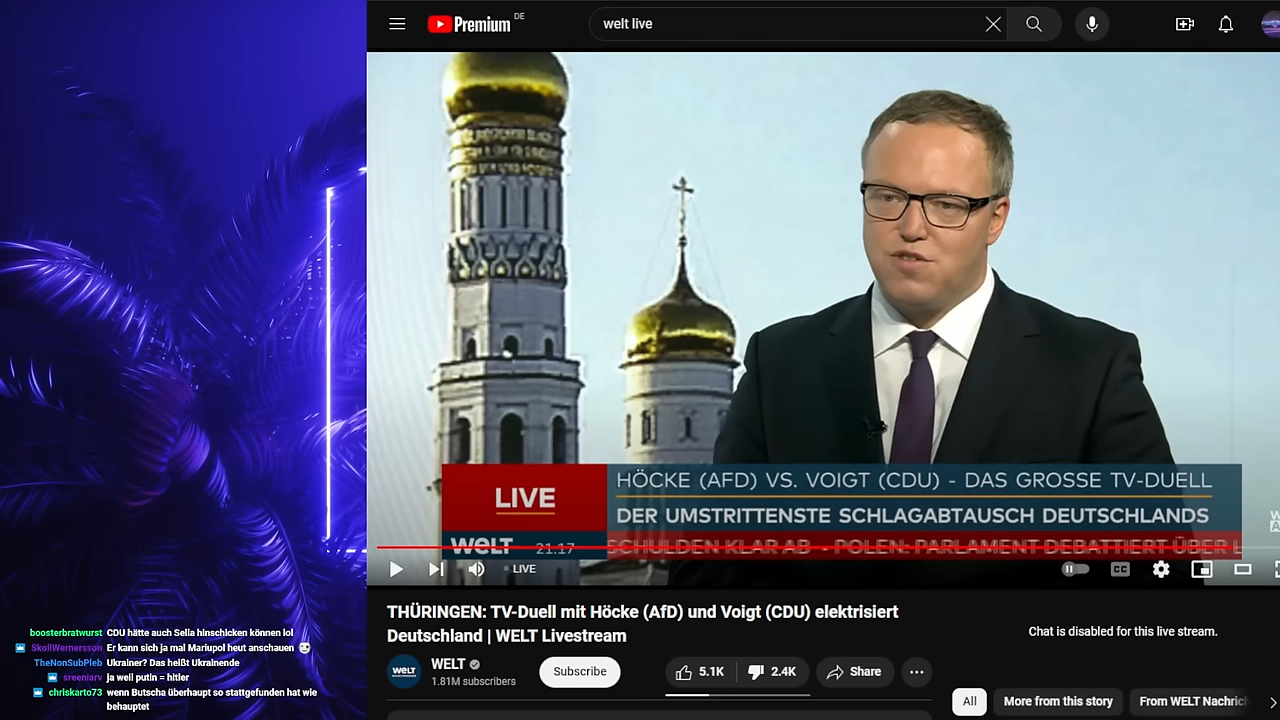 Premium DE
welt live
LIVE
HÖCKE (AFD) VS. VOIGT (CDU) - DAS GROSSE TV-DUELL
DER UMSTRITTENSTE SCHLAGABTAUSCH DEUTSCHLANDS
welt 21:17 SCHULDEN KLAR AB - POLEN: PARLAMENT DEBATTIERT ÜBER
LIVE
CC
THÜRINGEN: TV-Duell mit Höcke (AfD) und Voigt (CDU) elektrisiert
Deutschland | WELT Livestream
Chat is disabled for this live stream.
welt
WELT
1.81M subscribers
Subscribe
5.1K
2.4K
Share
All
More from this story
From WELT Nachric
boosterbratwurst CDU hätte auch Sella hinschicken können lol
SkollWernersson Er kann sich ja mal Mariupol heut anschauen
TheNonSubPleb Ukrainer? Das heißt Ukralnende
sreeniarv ja weil putin = hitler
chriskarto73 wenn Butscha überhaupt so stattgefunden hat wie
behauptet